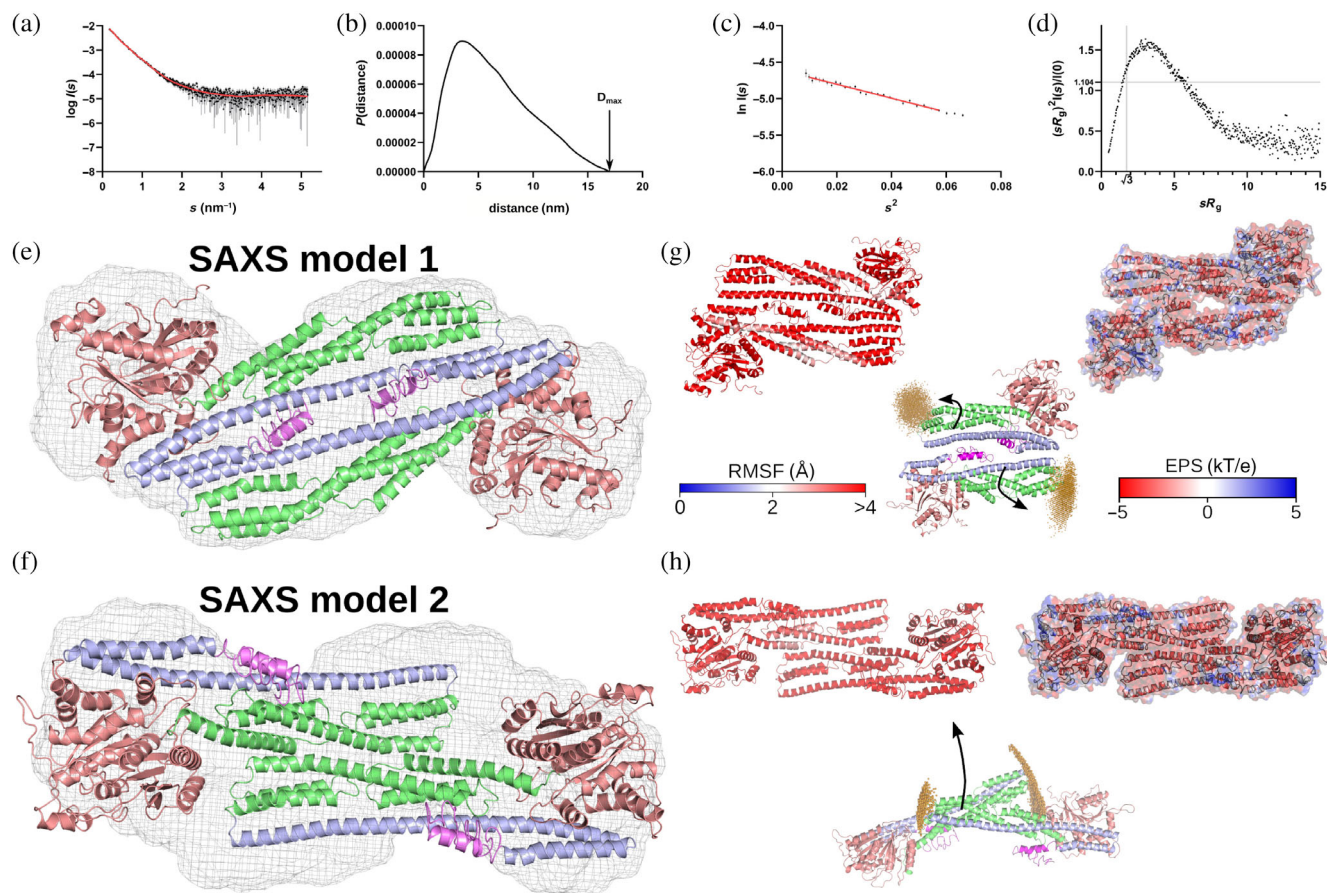 (a)
−2
−3
−4
−5
−6
−7
−8
0 1 2 3 4 5
log I(s)
s (nm⁻¹)
(b)
0.00010
0.00008
0.00006
0.00004
0.00002
0.00000
0 5 10 15 20
P(distance)
distance (nm)
Dmax
(c)
−4.0
−4.5
−5.0
−5.5
−6.0
0.00 0.02 0.04 0.06 0.08
ln I(s)
s²
(d)
1.5
1.104
1.0
0.5
0.0
0 √3 5 10 15
(sRg)²I(s)/I(0)
sRg
(e)
SAXS model 1
(f)
SAXS model 2
(g)
RMSF (Å)
0 2 >4
EPS (kT/e)
−5 0 5
(h)